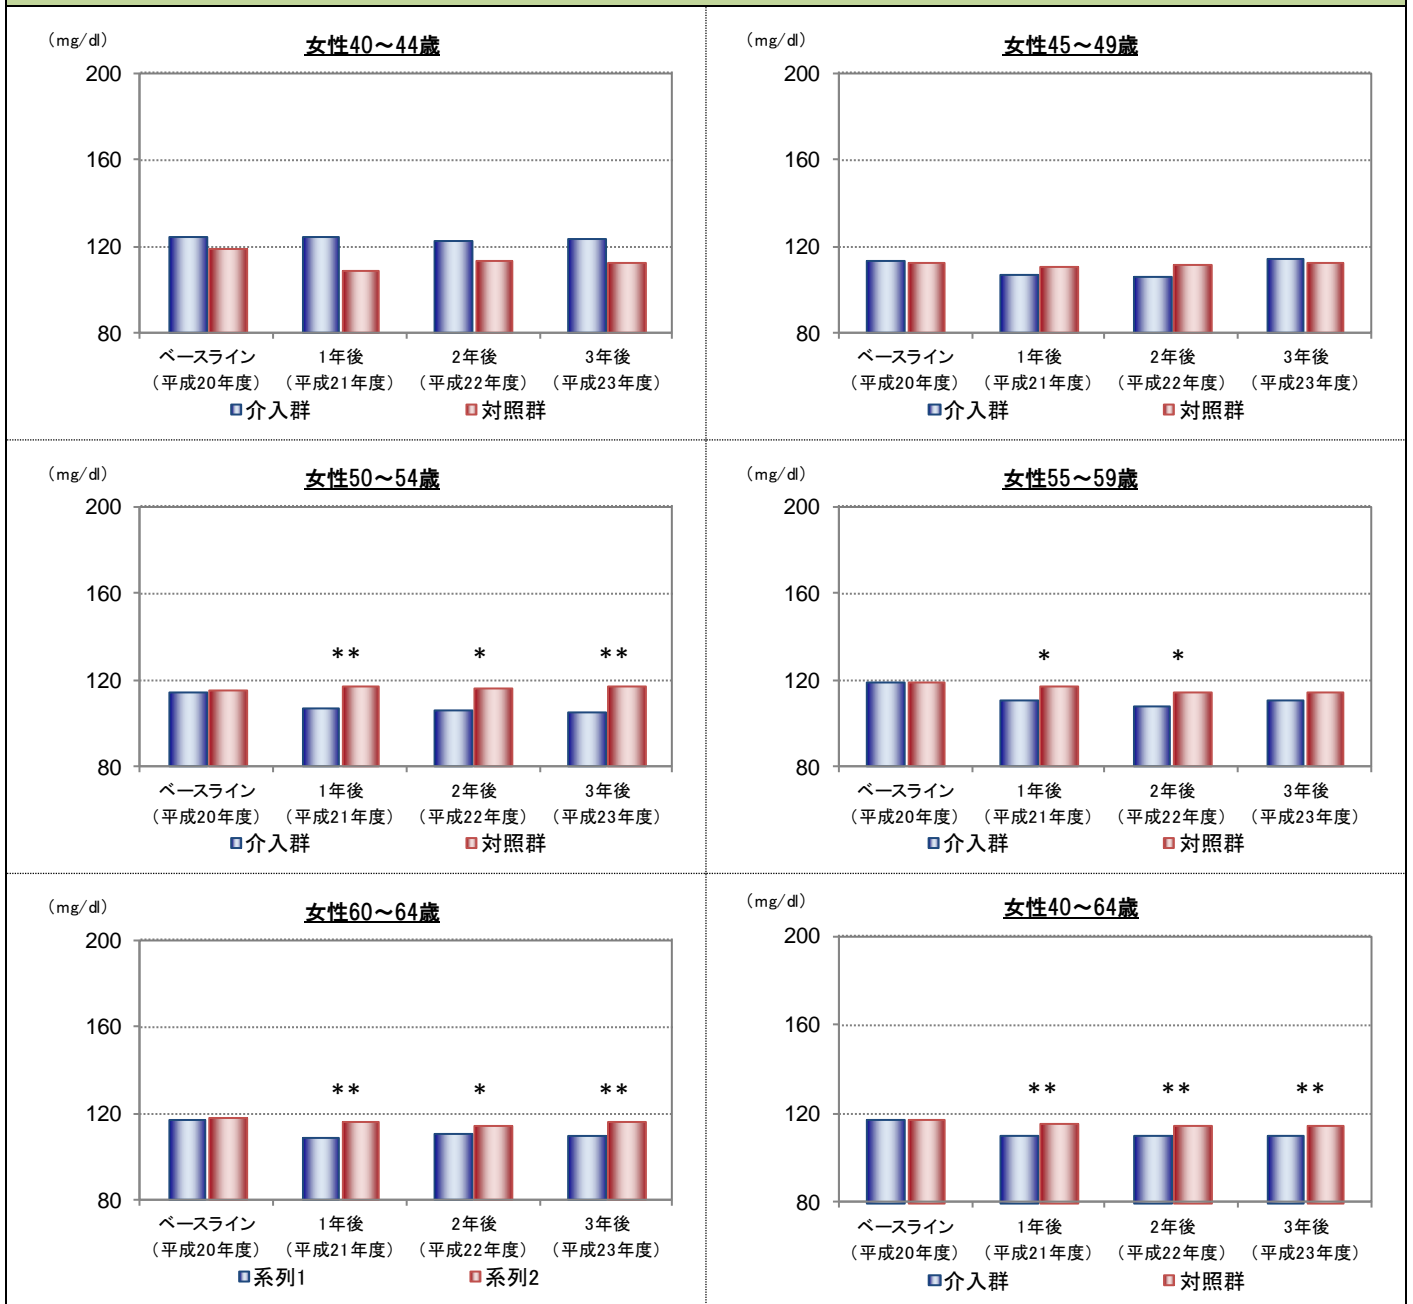 (mg/dl)
女性40～44歳
200
160
120
80
ベースライン 1年後 2年後 3年後
（平成20年度） （平成21年度） （平成22年度） （平成23年度）
介入群 対照群
(mg/dl)
女性45～49歳
200
160
120
80
ベースライン 1年後 2年後 3年後
（平成20年度） （平成21年度） （平成22年度） （平成23年度）
介入群 対照群
(mg/dl)
女性50～54歳
200
160
** * **
120
80
ベースライン 1年後 2年後 3年後
（平成20年度） （平成21年度） （平成22年度） （平成23年度）
介入群 対照群
(mg/dl)
女性55～59歳
200
160
* *
120
80
ベースライン 1年後 2年後 3年後
（平成20年度） （平成21年度） （平成22年度） （平成23年度）
介入群 対照群
(mg/dl)
女性60～64歳
200
160
** * **
120
80
ベースライン 1年後 2年後 3年後
（平成20年度） （平成21年度） （平成22年度） （平成23年度）
系列1 系列2
(mg/dl)
女性40～64歳
200
160
** ** **
120
80
ベースライン 1年後 2年後 3年後
（平成20年度） （平成21年度） （平成22年度） （平成23年度）
介入群 対照群